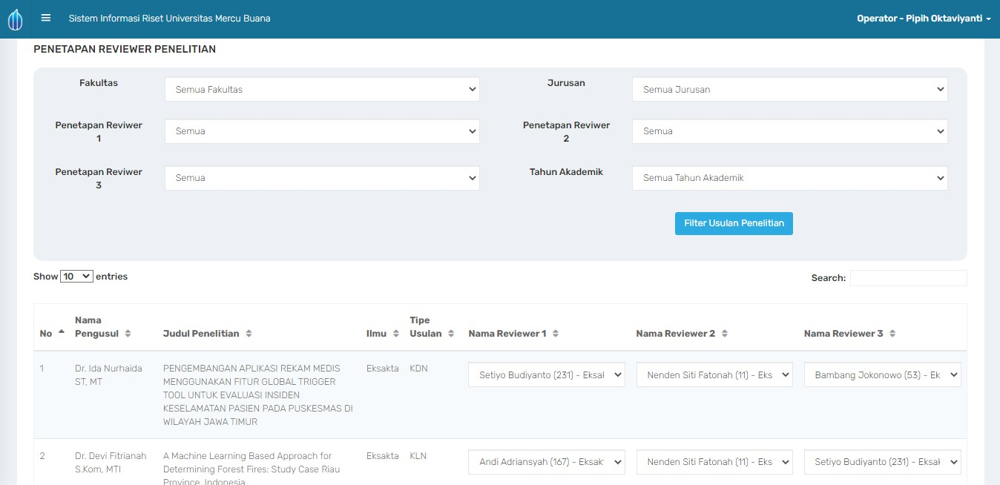 Sistem Informasi Riset Universitas Mercu Buana
Operator - Pipih Oktaviyanti
PENETAPAN REVIEWER PENELITIAN
Fakultas
Semua Fakultas
Jurusan
Semua Jurusan
Penetapan Reviwer
1
Semua
Penetapan Reviwer
2
Semua
Penetapan Reviwer
3
Semua
Tahun Akademik
Semua Tahun Akademik
Filter Usulan Penelitian
Show 10 entries
Search:
No
Nama
Pengusul
Judul Penelitian
Ilmu
Tipe
Usulan
Nama Reviewer 1
Nama Reviewer 2
Nama Reviewer 3
1
Dr. Ida Nurhaida
ST, MT
PENGEMBANGAN APLIKASI REKAM MEDIS
MENGGUNAKAN FITUR GLOBAL TRIGGER
TOOL UNTUK EVALUASI INSIDEN
KESELAMATAN PASIEN PADA PUSKESMAS DI
WILAYAH JAWA TIMUR
Eksakta
KDN
Setiyo Budiyanto (231) - Eksal
Nenden Siti Fatonah (11) - Eks
Bambang Jokonowo (53) - Ek
2
Dr. Devi Fitrianah
S.Kom, MTI
A Machine Learning Based Approach for
Determining Forest Fires: Study Case Riau
Province, Indonesia
Eksakta
KLN
Andi Adriansyah (167) - Eksak
Nenden Siti Fatonah (11) - Eks
Setiyo Budiyanto (231) - Eksal